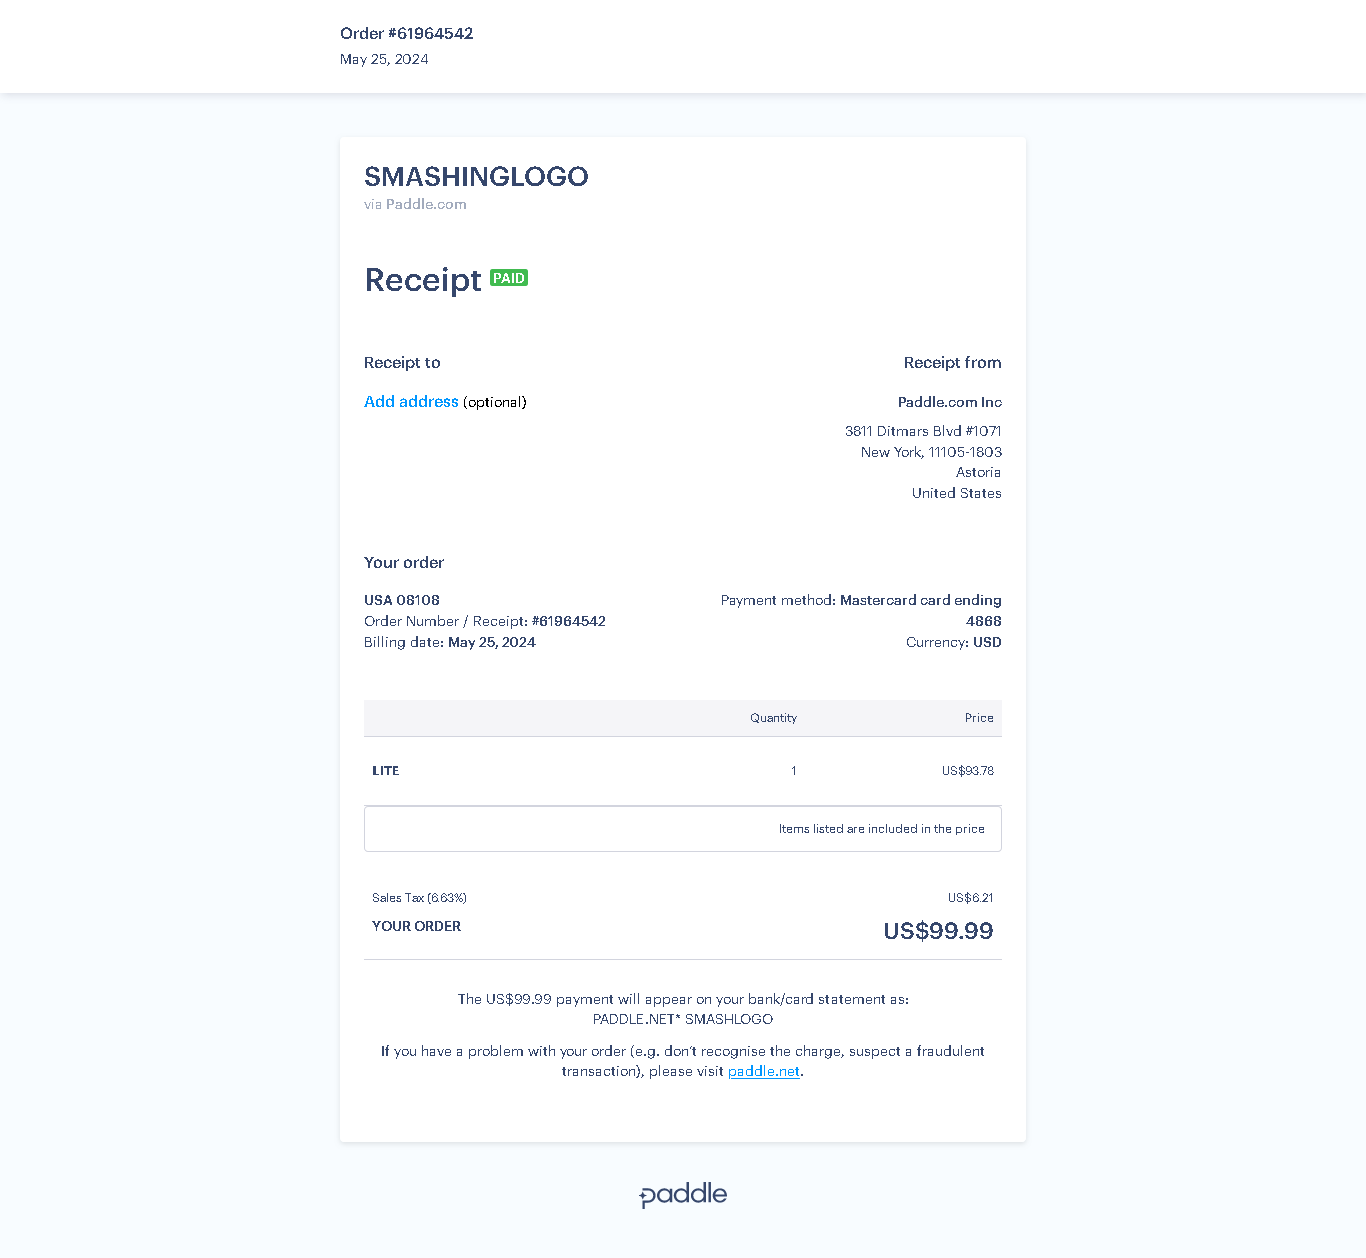 Order #61964542
May 25, 2024
SMASHINGLOGO
via Paddle.com
Receipt PAID
Receipt to
Add address (optional)
Receipt from
Paddle.com Inc
3811 Ditmars Blvd #1071
New York, 11105-1803
Astoria
United States
Your order
USA 08108
Order Number / Receipt: #61964542
Billing date: May 25, 2024
Payment method: Mastercard card ending
4868
Currency: USD
Quantity Price
LITE 1 US$93.78
Items listed are included in the price
Sales Tax (6.63%) US$6.21
YOUR ORDER US$99.99
The US$99.99 payment will appear on your bank/card statement as:
PADDLE.NET* SMASHLOGO
If you have a problem with your order (e.g. don't recognise the charge, suspect a fraudulent
transaction), please visit paddle.net.
paddle